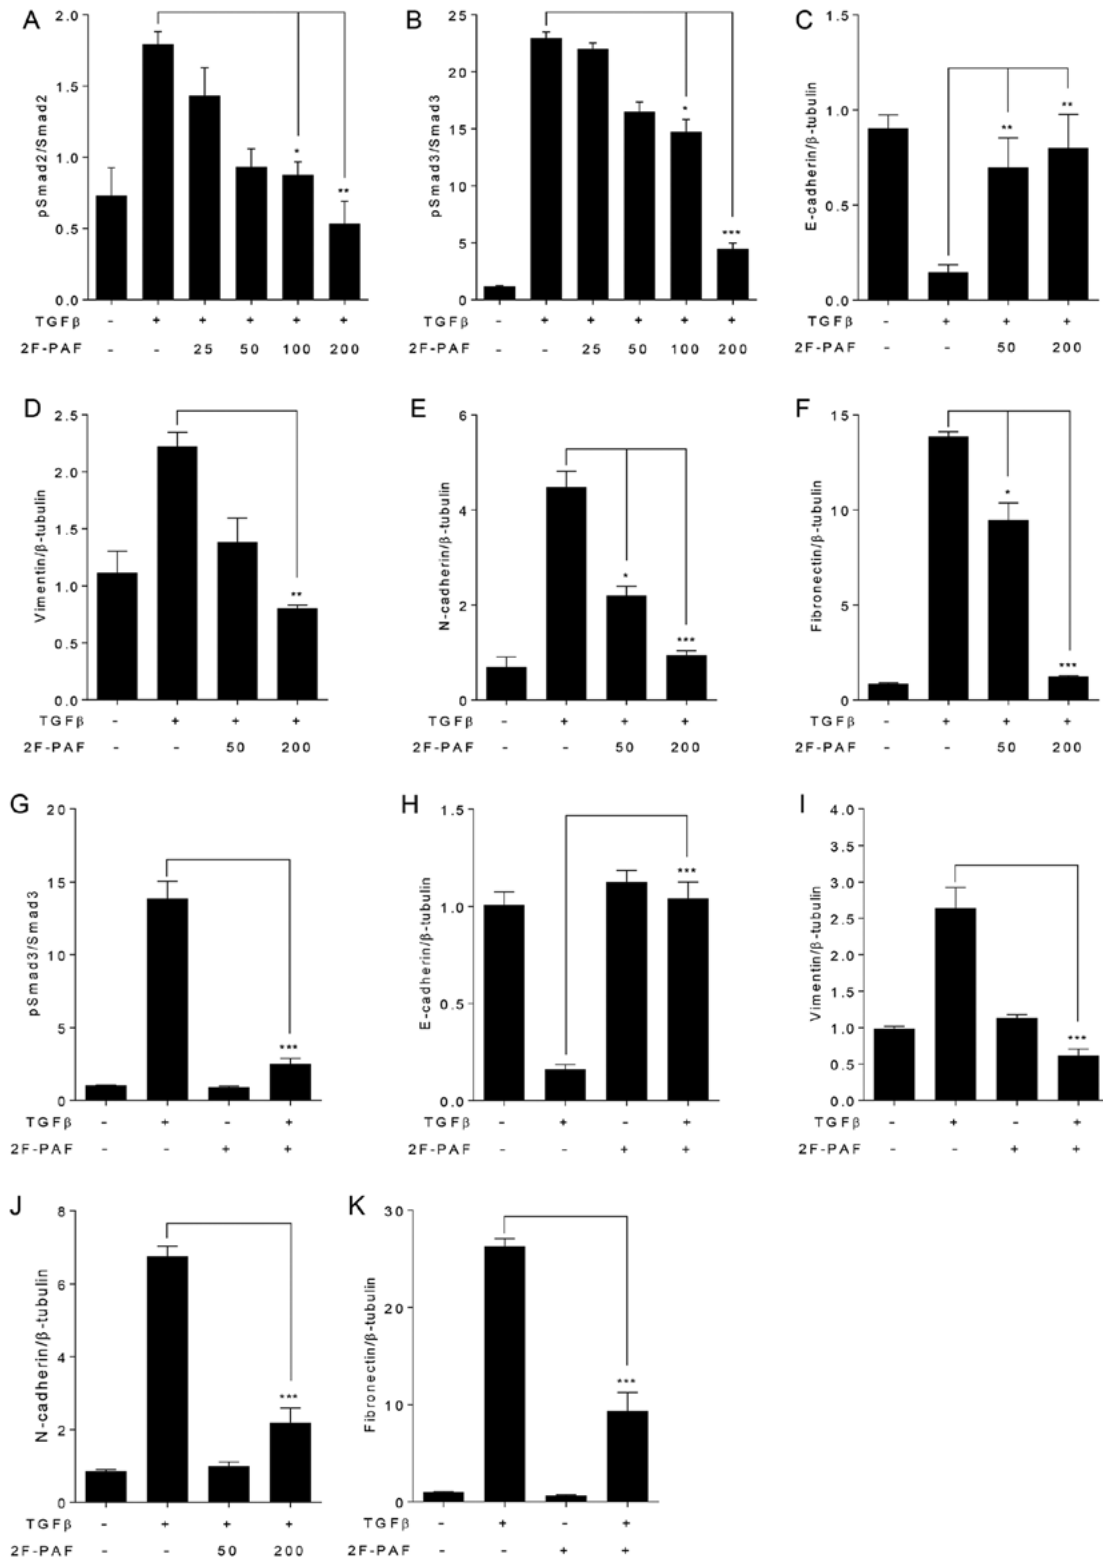 A
pSmad2/Smad2
2.0
1.5
1.0
0.5
0.0
*
**
TGFβ - + + + + +
2F-PAF - - 25 50 100 200
B
pSmad3/Smad3
25
20
15
10
5
0
*
***
TGFβ - + + + + +
2F-PAF - - 25 50 100 200
C
E-cadherin/β-tubulin
1.5
1.0
0.5
0.0
** **
TGFβ - + + +
2F-PAF - - 50 200
D
Vimentin/β-tubulin
2.5
2.0
1.5
1.0
0.5
0.0
**
TGFβ - + + +
2F-PAF - - 50 200
E
N-cadherin/β-tubulin
6
4
2
0
*
***
TGFβ - + + +
2F-PAF - - 50 200
F
Fibronectin/β-tubulin
15
10
5
0
*
***
TGFβ - + + +
2F-PAF - - 50 200
G
pSmad3/Smad3
20
15
10
5
0
***
TGFβ - + - +
2F-PAF - - + +
H
E-cadherin/β-tubulin
1.5
1.0
0.5
0.0
***
TGFβ - + - +
2F-PAF - - + +
I
Vimentin/β-tubulin
4.0
3.5
3.0
2.5
2.0
1.5
1.0
0.5
0.0
***
TGFβ - + - +
2F-PAF - - + +
J
N-cadherin/β-tubulin
8
6
4
2
0
***
TGFβ - + + +
2F-PAF - - 50 200
K
Fibronectin/β-tubulin
30
20
10
0
***
TGFβ - + - +
2F-PAF - - + +